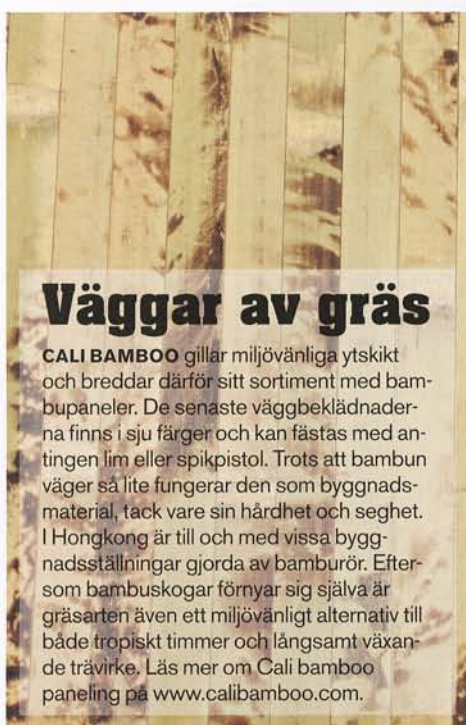 Väggar av gräs
CALI BAMBOO gillar miljövänliga ytskikt
och breddar därför sitt sortiment med bam-
bupaneler. De senaste väggbeklädnader-
na finns i sju färger och kan fästas med an-
tingen lim eller spikpistol. Trots att bambun
väger så lite fungerar den som byggnads-
material, tack vare sin hårdhet och seghet.
I Hongkong är till och med vissa bygg-
nadsställningar gjorda av bamburör. Efter-
som bambuskogar förnyar sig själva är
gräsarten även ett miljövänligt alternativ till
både tropiskt timmer och långsamt växan-
de trävirke. Läs mer om Cali bamboo
paneling på www.calibamboo.com.